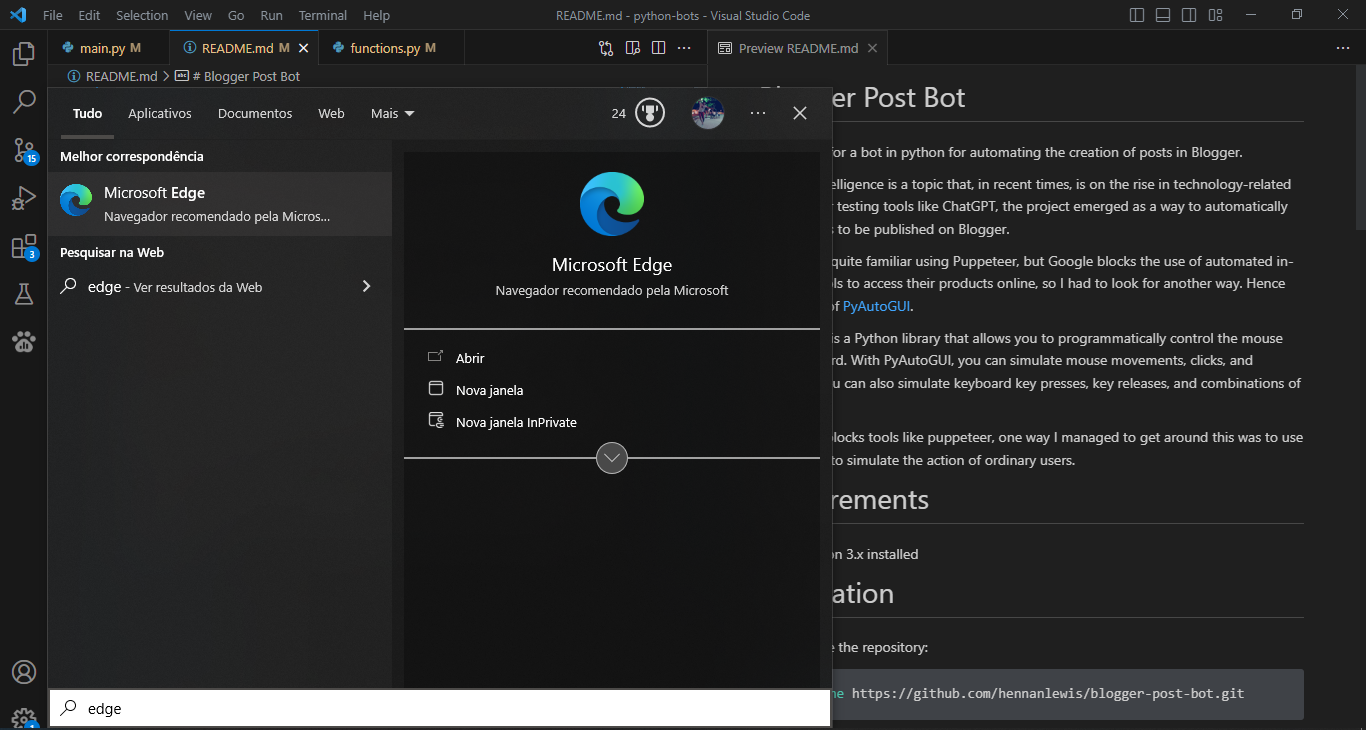 File Edit Selection View Go Run Terminal Help
README.md - python-bots - Visual Studio Code
main.py M
README.md M
functions.py M
Preview README.md
README.md > # Blogger Post Bot
Tudo Aplicativos Documentos Web Mais
24
Melhor correspondência
Microsoft Edge
Navegador recomendado pela Micros...
Pesquisar na Web
edge - Ver resultados da Web
Microsoft Edge
Navegador recomendado pela Microsoft
Abrir
Nova janela
Nova janela InPrivate
edge
15
3
1
er Post Bot
for a bot in python for automating the creation of posts in Blogger.
elligence is a topic that, in recent times, is on the rise in technology-related
testing tools like ChatGPT, the project emerged as a way to automatically
s to be published on Blogger.
quite familiar using Puppeteer, but Google blocks the use of automated in-
ls to access their products online, so I had to look for another way. Hence
of PyAutoGUI.
is a Python library that allows you to programmatically control the mouse
rd. With PyAutoGUI, you can simulate mouse movements, clicks, and
u can also simulate keyboard key presses, key releases, and combinations of
locks tools like puppeteer, one way I managed to get around this was to use
to simulate the action of ordinary users.
rements
on 3.x installed
ation
e the repository:
ne https://github.com/hennanlewis/blogger-post-bot.git